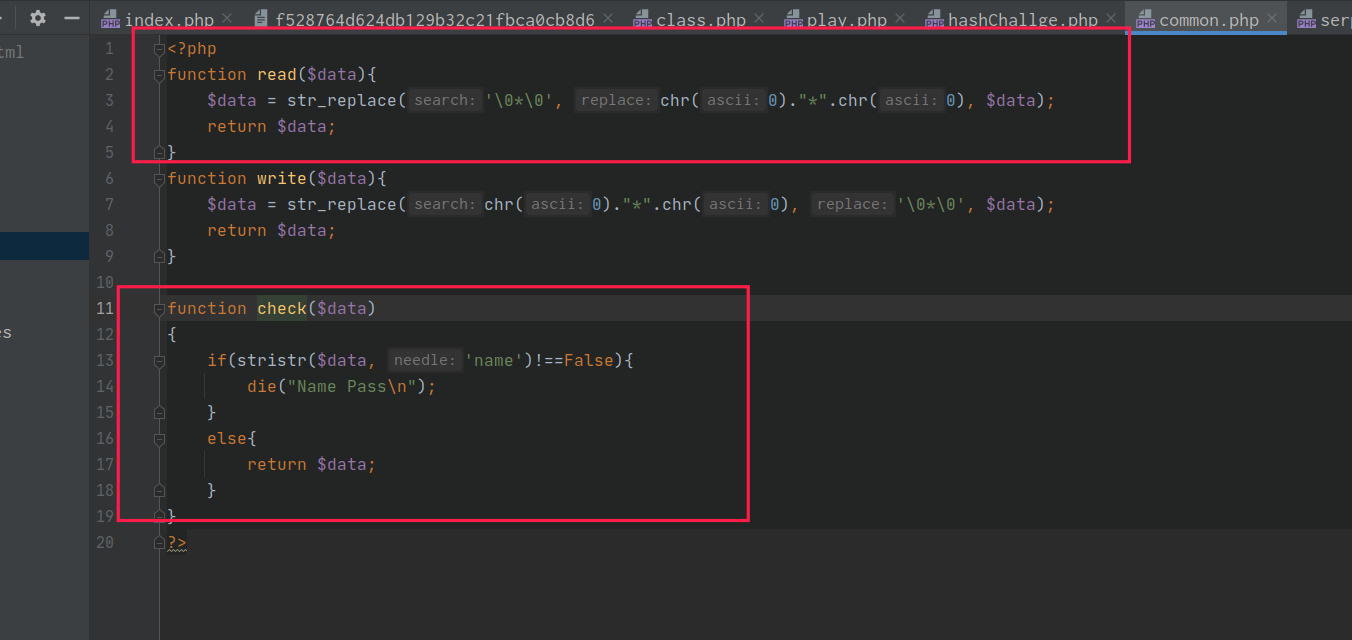 index.php f528764d624db129b32c21fbca0cb8d6 class.php play.php hashChallge.php common.php serp
tml
1 <?php
2 function read($data){
3 $data = str_replace( search: '\0*\0', replace: chr( ascii: 0)."*".chr( ascii: 0), $data);
4 return $data;
5 }
6 function write($data){
7 $data = str_replace( search: chr( ascii: 0)."*".chr( ascii: 0), replace: '\0*\0', $data);
8 return $data;
9 }
10
11 function check($data)
12 {
13 if(stristr($data, needle: 'name')!==False){
14 die("Name Pass\n");
15 }
16 else{
17 return $data;
18 }
19 }
20 ?>
es